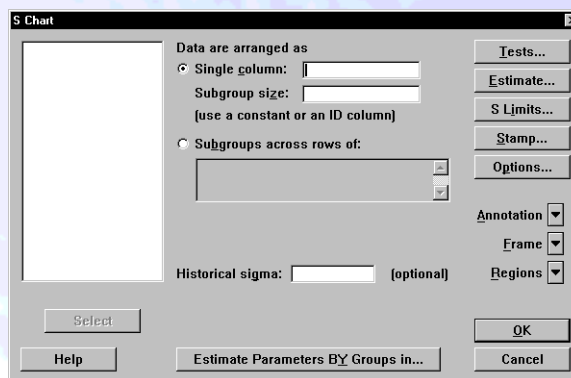 S Chart
Data are arranged as
Single column:
Subgroup size:
(use a constant or an ID column)
Subgroups across rows of:
Historical sigma: (optional)
Tests...
Estimate...
S Limits...
Stamp...
Options...
Annotation
Frame
Regions
Select
OK
Help
Estimate Parameters BY Groups in...
Cancel